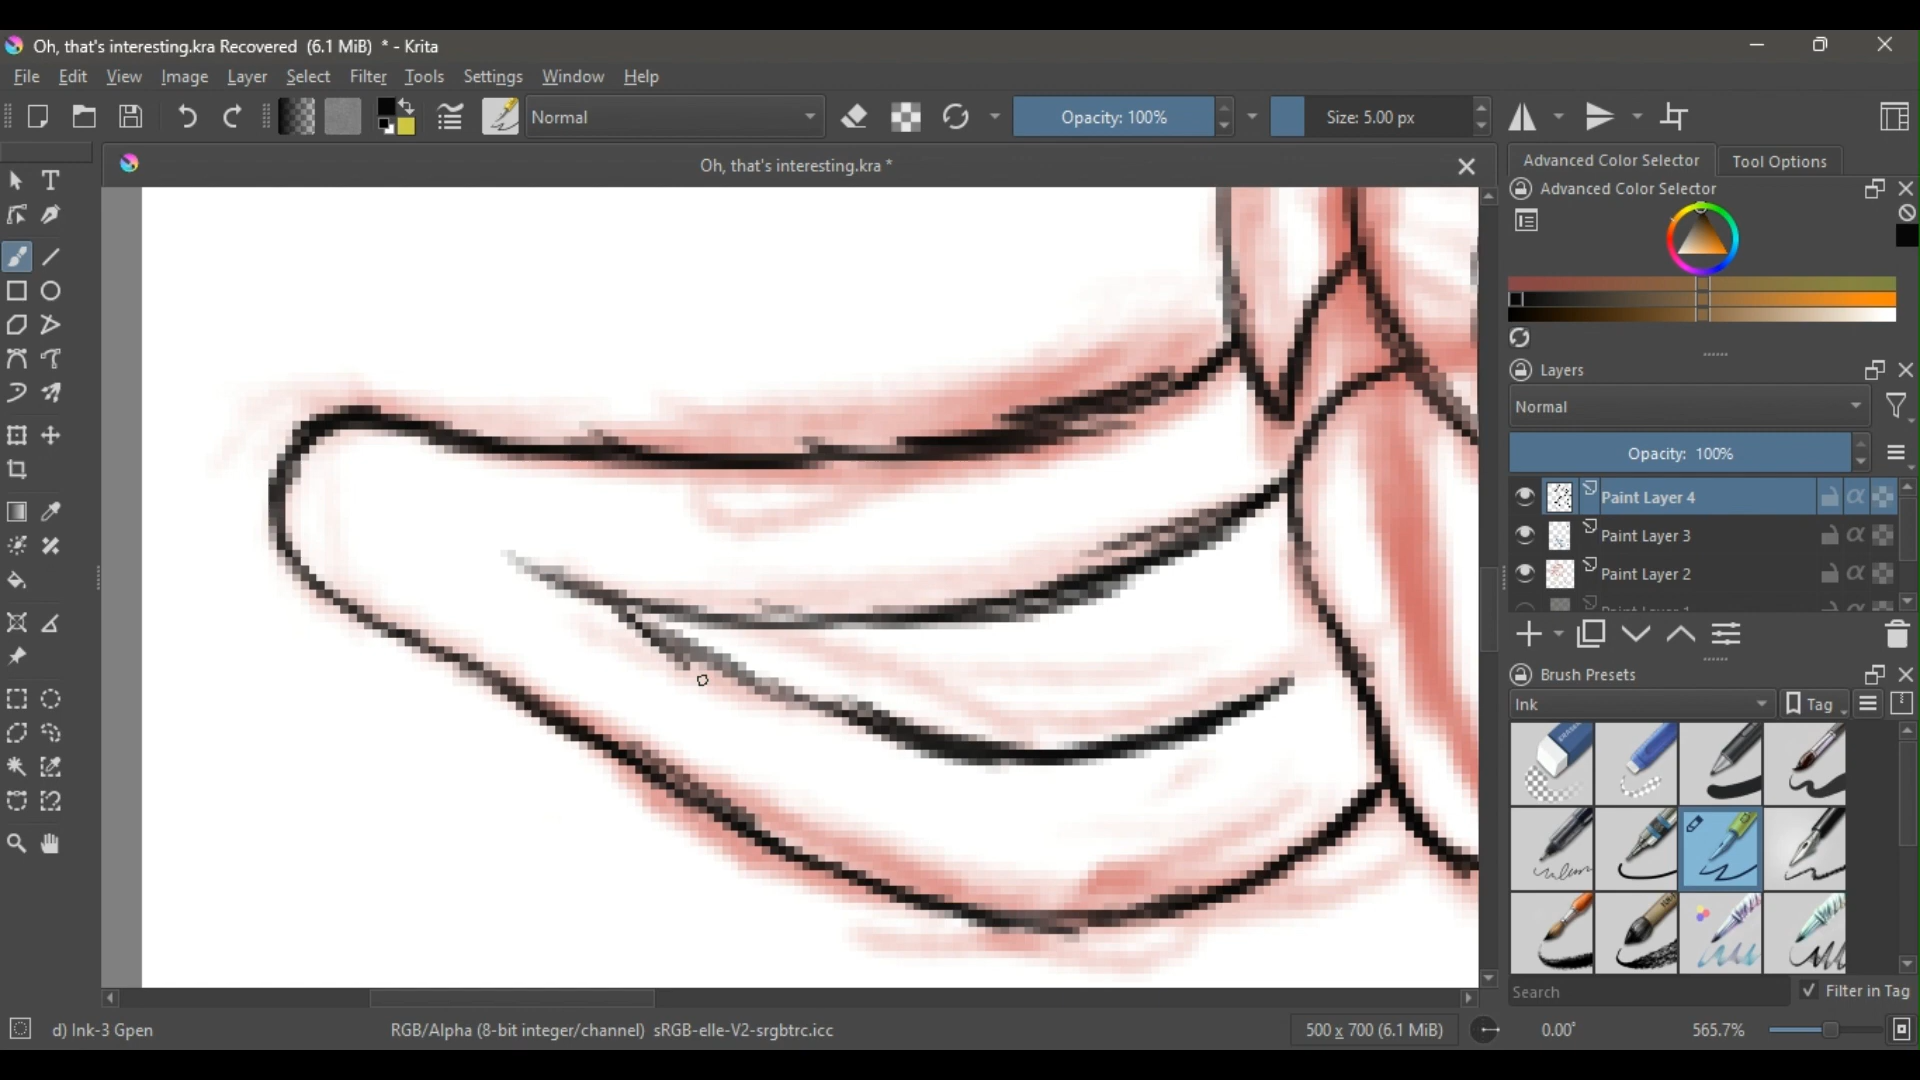 Oh, that's interesting.kra Recovered (6.1 MiB) * - Krita
File Edit View Image Layer Select Filter Tools Settings Window Help
Normal
Opacity: 100%
Size: 5.00 px
Oh, that's interesting.kra *
Advanced Color Selector
Tool Options
Advanced Color Selector
Layers
Normal
Opacity: 100%
Paint Layer 4
Paint Layer 3
Paint Layer 2
Paint Layer 1
Brush Presets
Ink
Tag
Search
Filter in Tag
d) Ink-3 Gpen
RGB/Alpha (8-bit integer/channel) sRGB-elle-V2-srgbtrc.icc
500 x 700 (6.1 MiB)
0.00°
565.7%